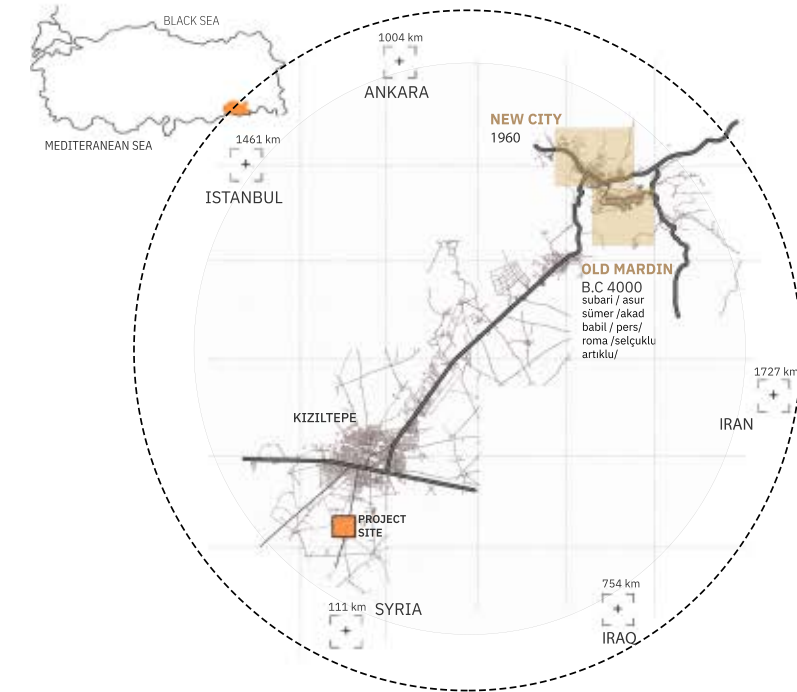 BLACK SEA
MEDITERANEAN SEA
1004 km
ANKARA
1461 km
ISTANBUL
NEW CITY
1960
OLD MARDIN
B.C 4000
subari / asur
sümer /akad
babil / pers/
roma /selçuklu
artıklu/
1727 km
IRAN
KIZILTEPE
PROJECT
SITE
754 km
IRAQ
111 km
SYRIA